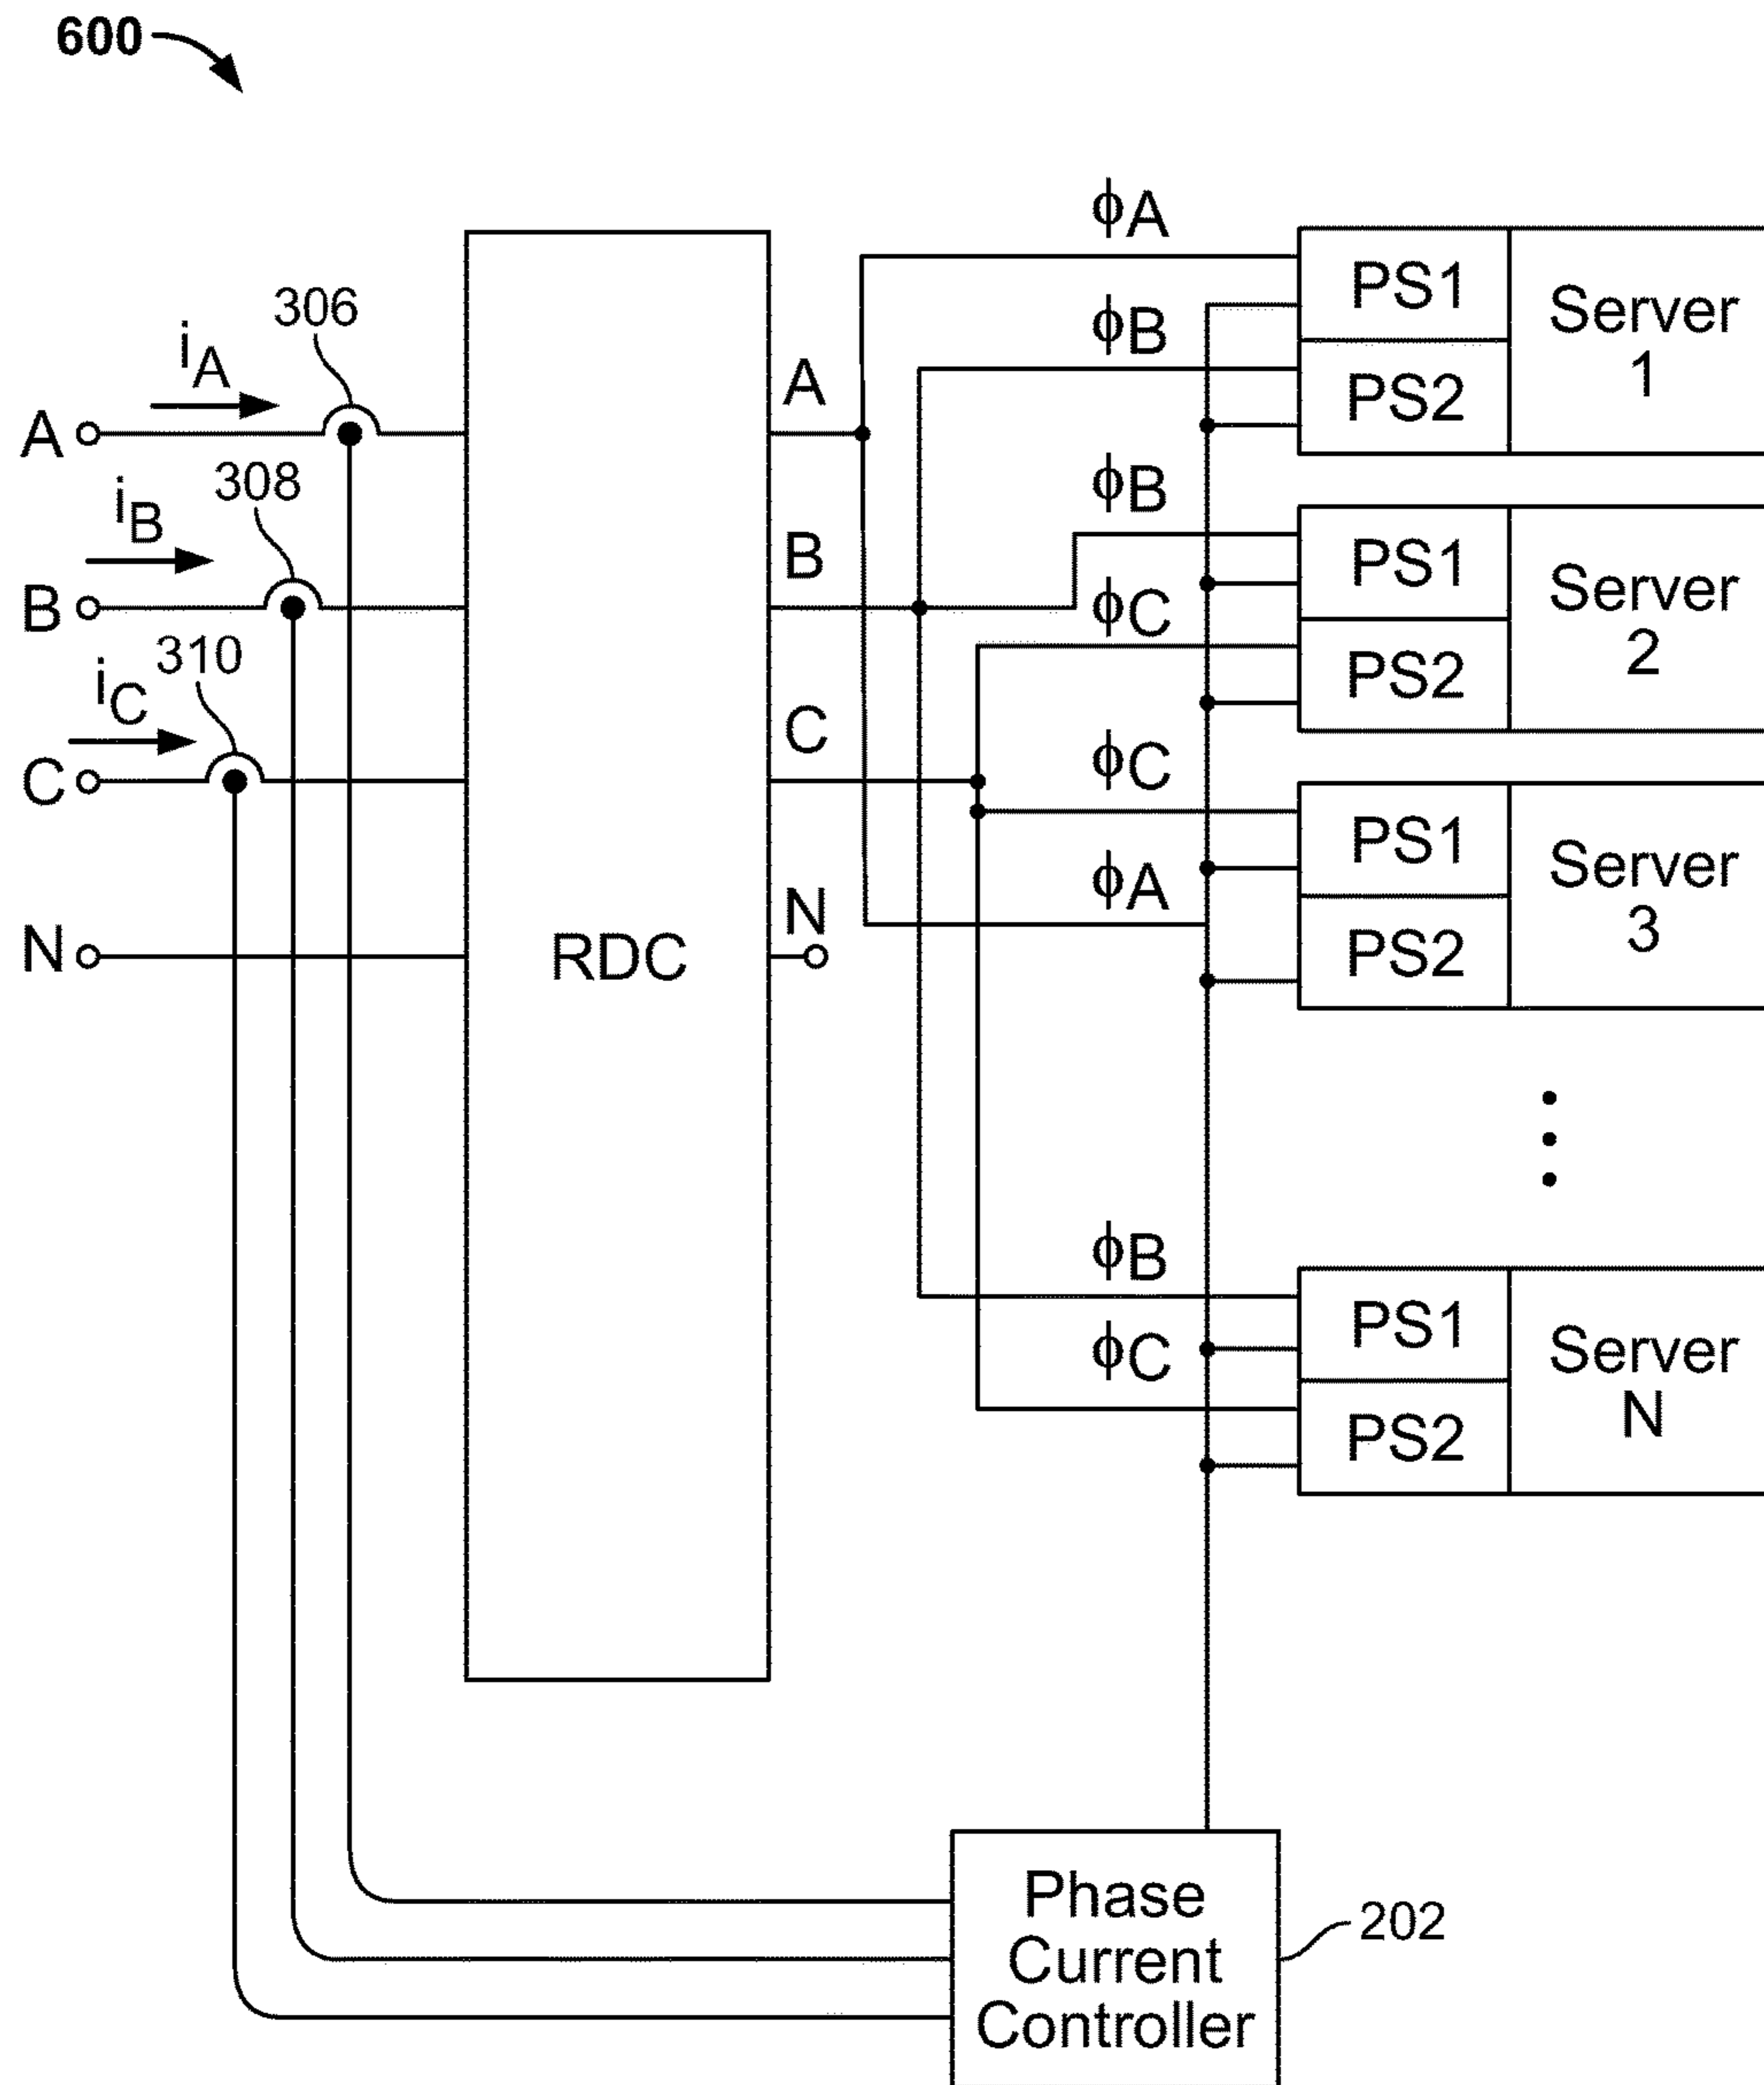 600
ϕA
306
iA
PS1
Server
1
ϕB
A
A
PS2
308
iB
ϕB
B
B
PS1
Server
2
ϕC
310
iC
PS2
C
C
ϕC
PS1
Server
3
ϕA
N
N
RDC
PS2
ϕB
PS1
Server
N
ϕC
PS2
Phase
Current
Controller
202